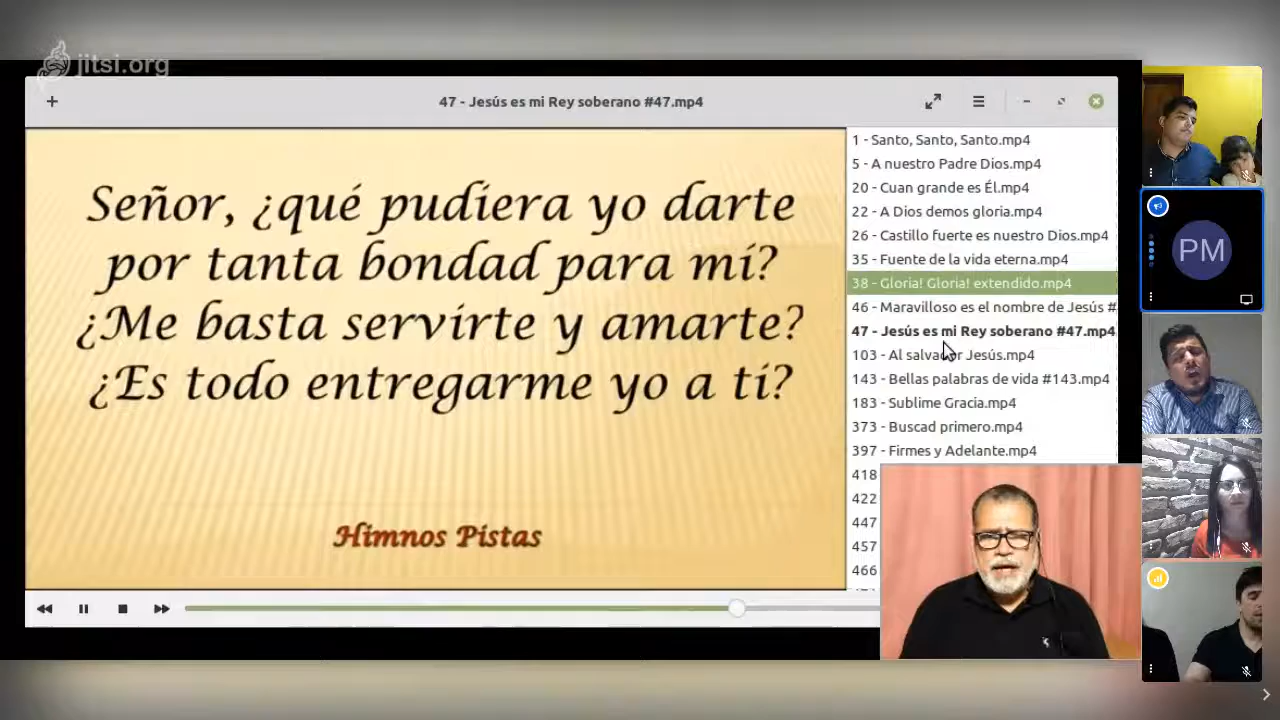 jitsi.org
47 - Jesús es mi Rey soberano #47.mp4
Señor, ¿qué pudiera yo darte
por tanta bondad para mí?
¿Me basta servirte y amarte?
¿Es todo entregarme yo a ti?
Himnos Pistas
1 - Santo, Santo, Santo.mp4
5 - A nuestro Padre Dios.mp4
20 - Cuan grande es Él.mp4
22 - A Dios demos gloria.mp4
26 - Castillo fuerte es nuestro Dios.mp4
35 - Fuente de la vida eterna.mp4
38 - Gloria! Gloria! extendido.mp4
46 - Maravilloso es el nombre de Jesús #
47 - Jesús es mi Rey soberano #47.mp4
103 - Al salvador Jesús.mp4
143 - Bellas palabras de vida #143.mp4
183 - Sublime Gracia.mp4
373 - Buscad primero.mp4
397 - Firmes y Adelante.mp4
418
422
447
457
466
PM